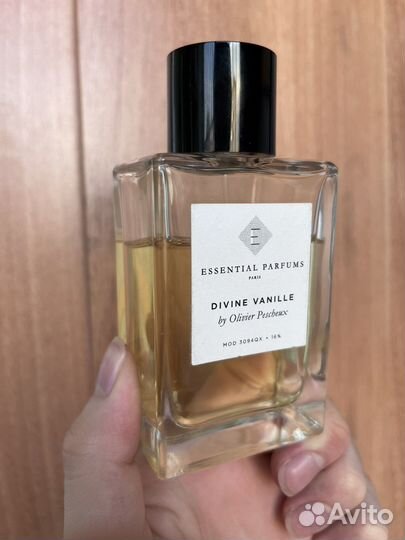 E
ESSENTIAL PARFUMS
PARIS
DIVINE VANILLE
by Olivier Pescheux
MOD 3094QX • 16%
Avito